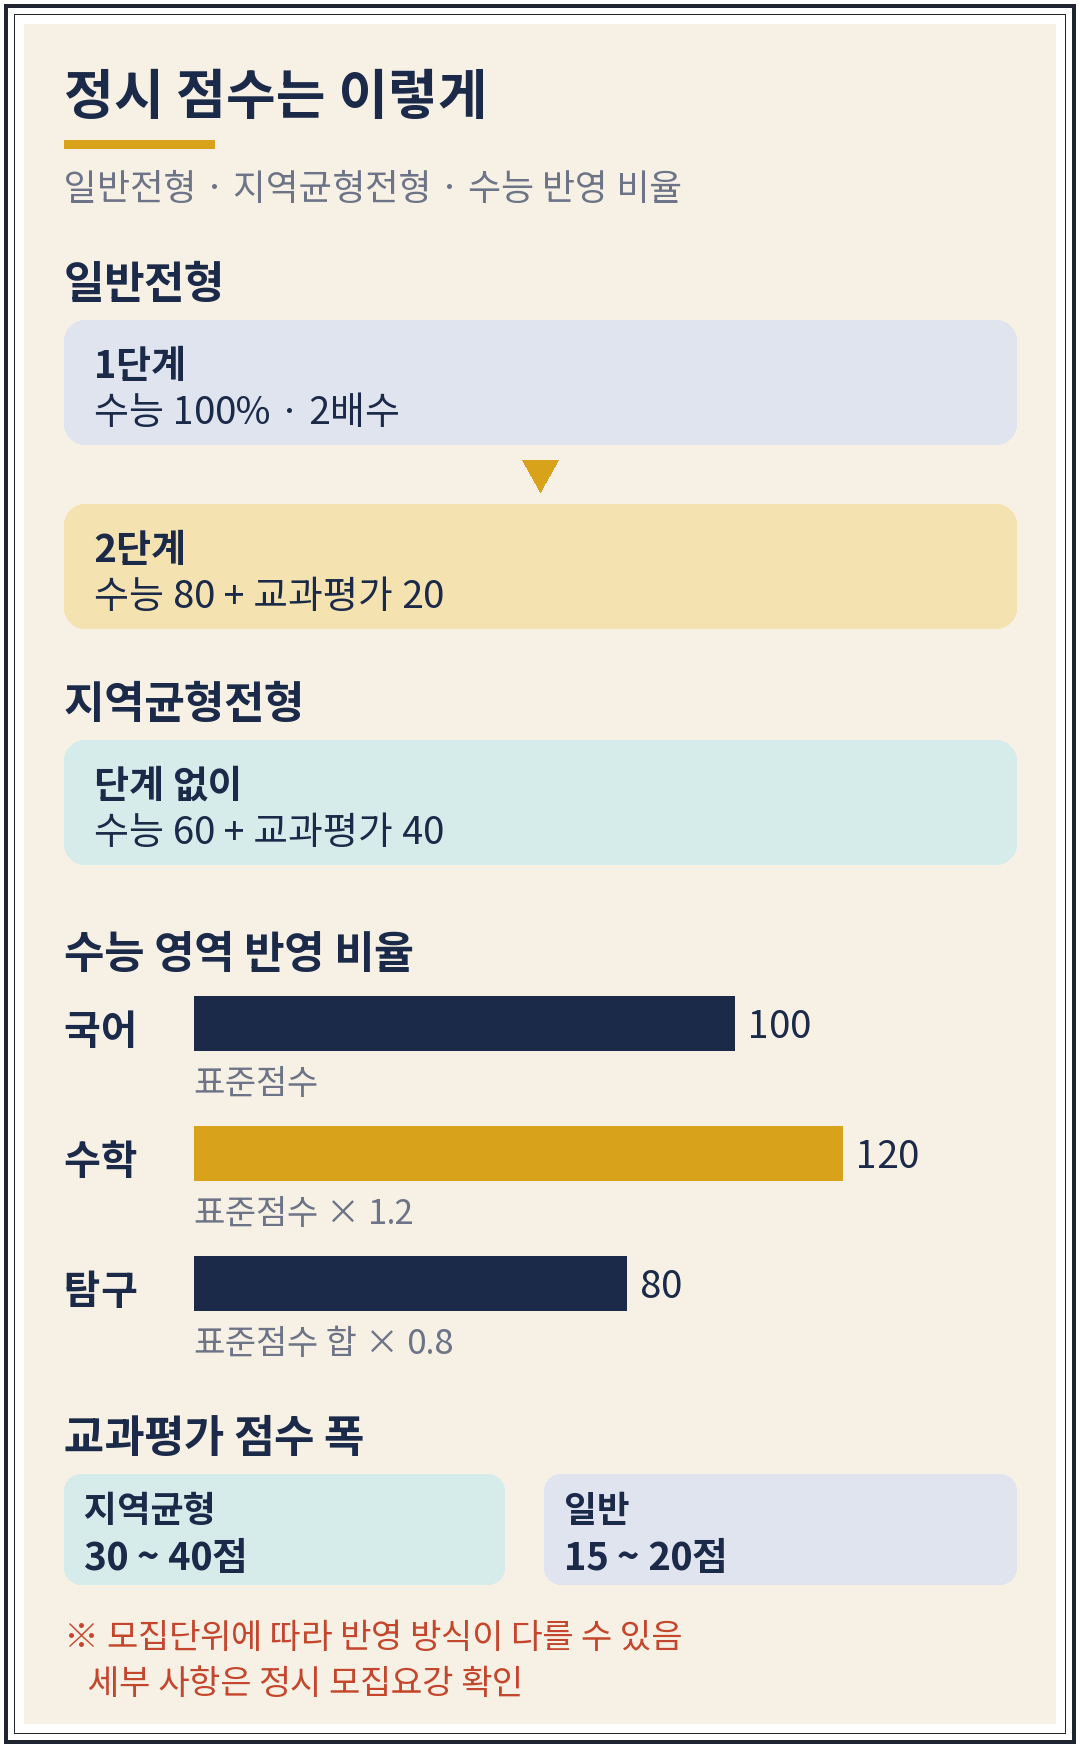 정시 점수는 이렇게
일반전형 · 지역균형전형 · 수능 반영 비율
일반전형
1단계
수능 100% · 2배수
2단계
수능 80 + 교과평가 20
지역균형전형
단계 없이
수능 60 + 교과평가 40
수능 영역 반영 비율
국어 100
표준점수
수학 120
표준점수 × 1.2
탐구 80
표준점수 합 × 0.8
교과평가 점수 폭
지역균형
30 ~ 40점
일반
15 ~ 20점
※ 모집단위에 따라 반영 방식이 다를 수 있음
세부 사항은 정시 모집요강 확인